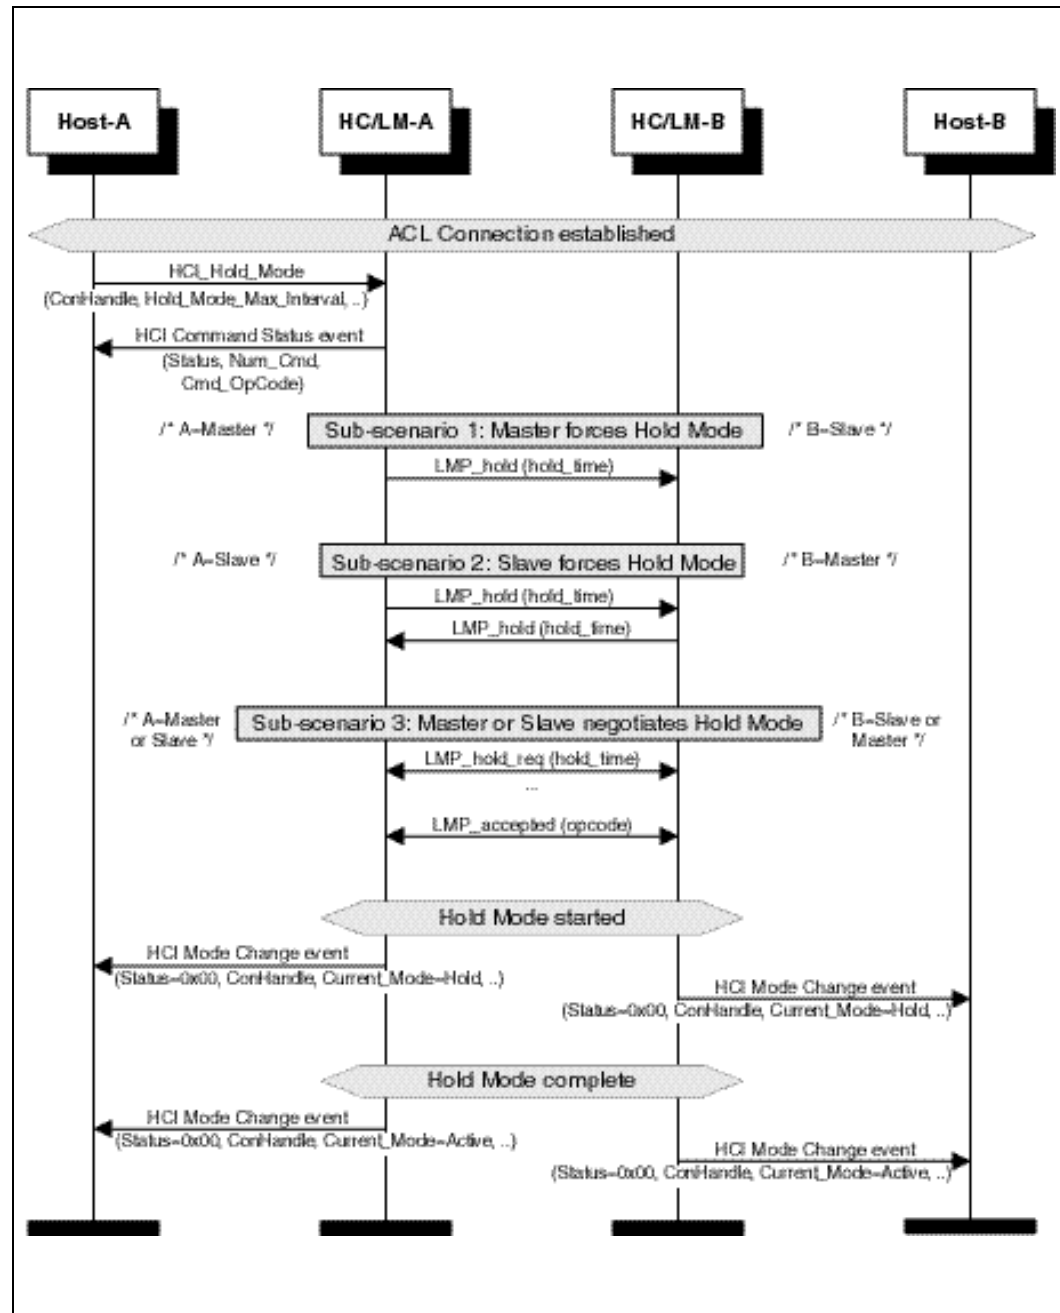 Host-A
HC/LM-A
HC/LM-B
Host-B
ACL Connection established
HCI_Hold_Mode
(ConHandle, Hold_Mode_Max_Interval, ..)
HCI Command Status event
(Status, Num_Cmd,
Cmd_OpCode)
/* A=Master */
Sub-scenario 1: Master forces Hold Mode
/* B=Slave */
LMP_hold (hold_time)
/* A=Slave */
Sub-scenario 2: Slave forces Hold Mode
/* B=Master */
LMP_hold (hold_time)
LMP_hold (hold_time)
/* A=Master
or Slave */
Sub-scenario 3: Master or Slave negotiates Hold Mode
/* B=Slave or
Master */
LMP_hold_req (hold_time)
...
LMP_accepted (opcode)
Hold Mode started
HCI Mode Change event
(Status=0x00, ConHandle, Current_Mode=Hold, ..)
HCI Mode Change event
(Status=0x00, ConHandle, Current_Mode=Hold, ..)
Hold Mode complete
HCI Mode Change event
(Status=0x00, ConHandle, Current_Mode=Active, ..)
HCI Mode Change event
(Status=0x00, ConHandle, Current_Mode=Active, ..)